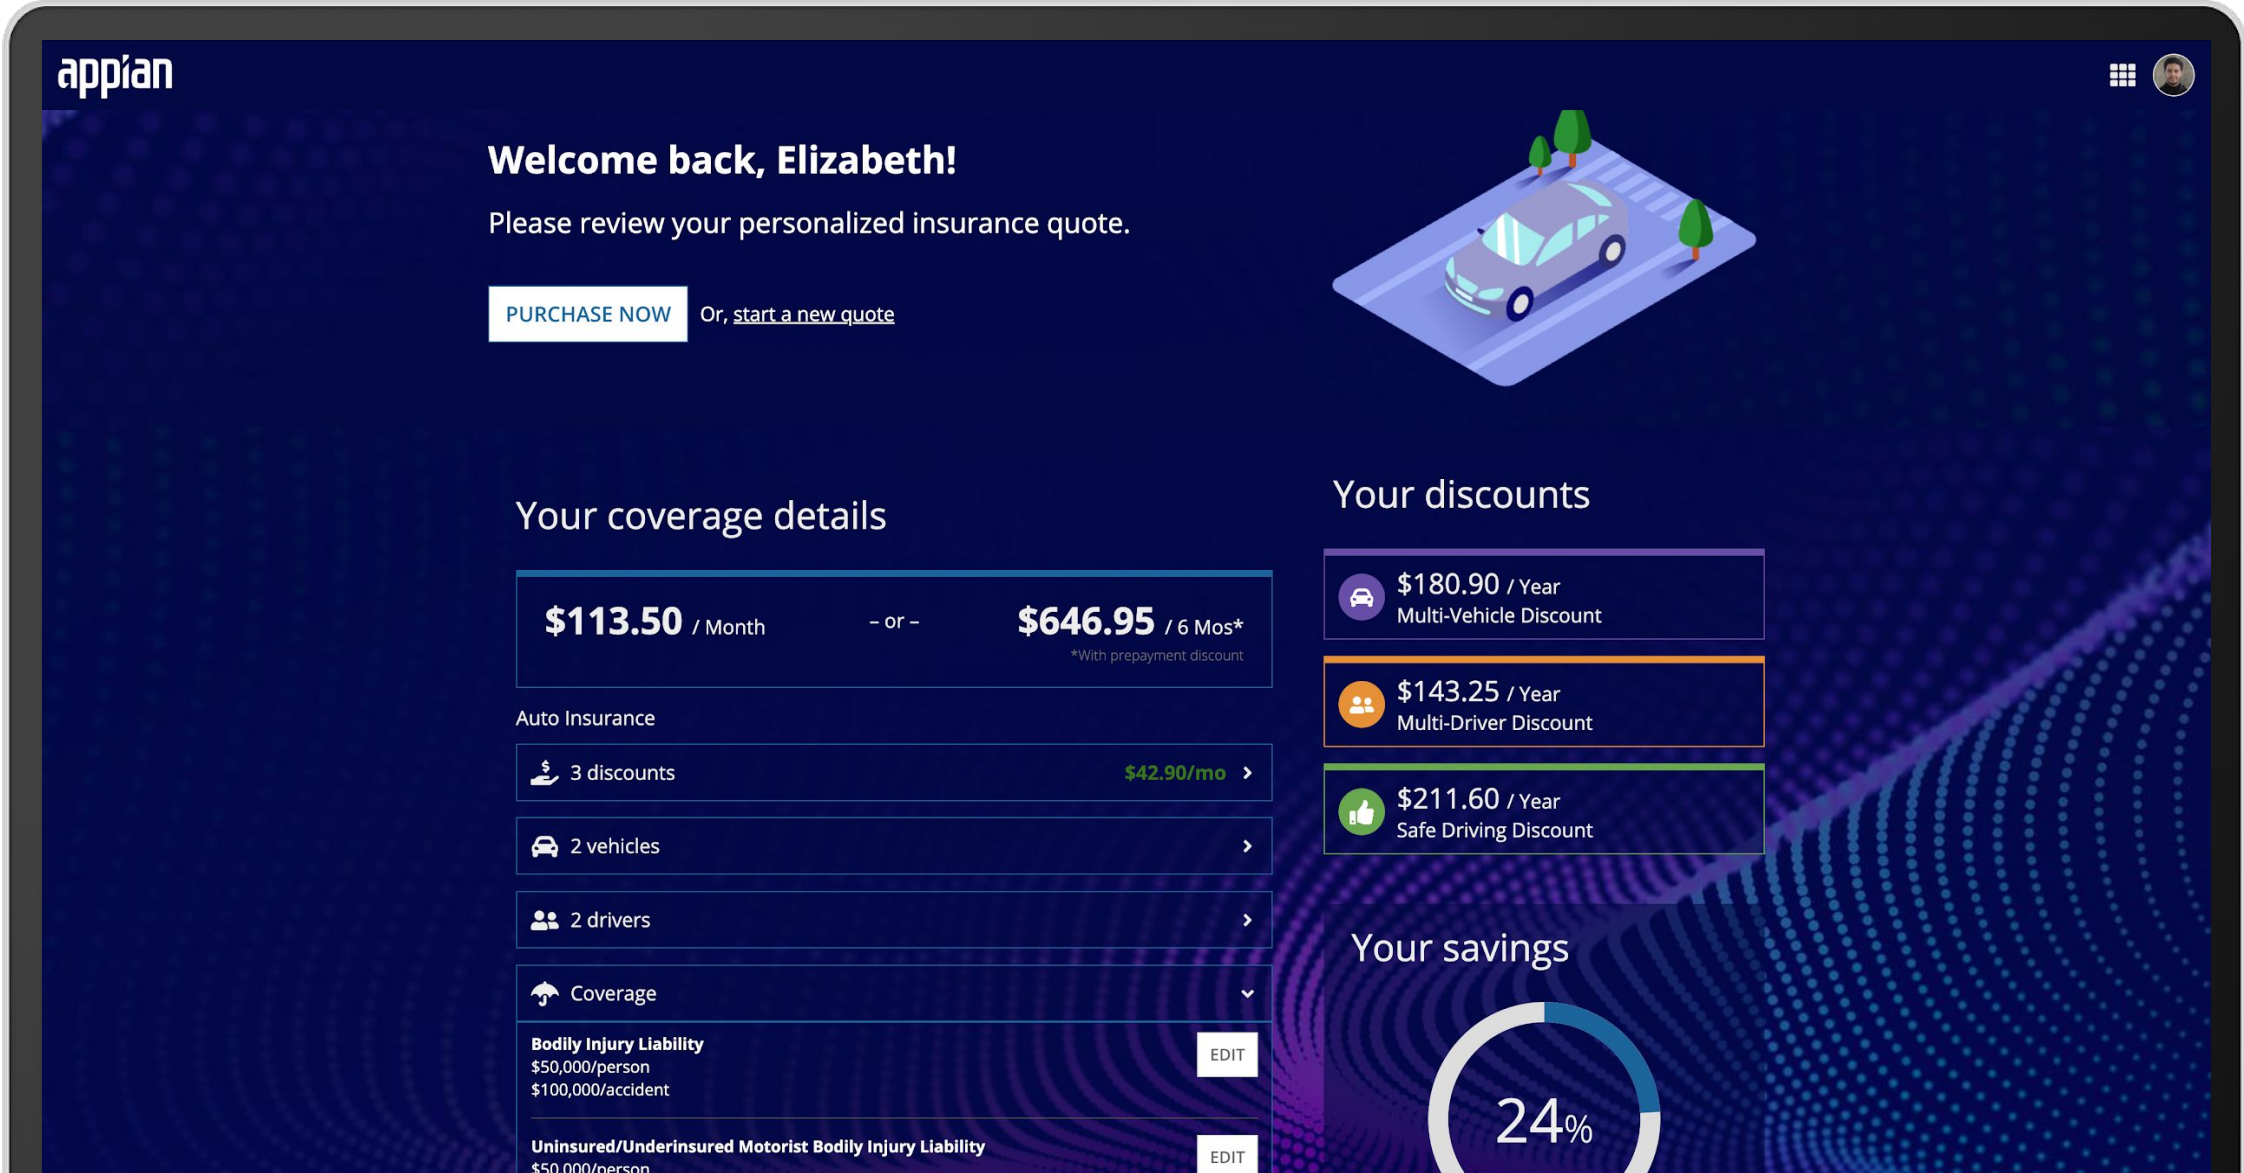 appian
Welcome back, Elizabeth!
Please review your personalized insurance quote.
PURCHASE NOW Or, start a new quote
Your coverage details
$113.50 / Month – or – $646.95 / 6 Mos*
*With prepayment discount
Auto Insurance
3 discounts $42.90/mo
2 vehicles
2 drivers
Coverage
Bodily Injury Liability
$50,000/person
$100,000/accident
EDIT
Uninsured/Underinsured Motorist Bodily Injury Liability
$50,000/person
EDIT
Your discounts
$180.90 / Year
Multi-Vehicle Discount
$143.25 / Year
Multi-Driver Discount
$211.60 / Year
Safe Driving Discount
Your savings
24%